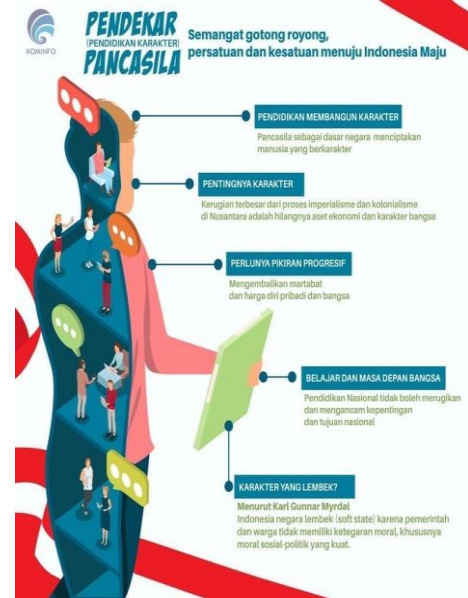 KOMINFO
PENDEKAR
(PENDIDIKAN KARAKTER)
PANCASILA
Semangat gotong royong,
persatuan dan kesatuan menuju Indonesia Maju
PENDIDIKAN MEMBANGUN KARAKTER
Pancasila sebagai dasar negara menciptakan
manusia yang berkarakter
PENTINGNYA KARAKTER
Kerugian terbesar dari proses imperialisme dan kolonialisme
di Nusantara adalah hilangnya aset ekonomi dan karakter bangsa
PERLUNYA PIKIRAN PROGRESIF
Mengembalikan martabat
dan harga diri pribadi dan bangsa
BELAJAR DAN MASA DEPAN BANGSA
Pendidikan Nasional tidak boleh merugikan
dan mengancam kepentingan
dan tujuan nasional
KARAKTER YANG LEMBEK?
Menurut Karl Gunnar Myrdal
Indonesia negara lembek (soft state) karena pemerintah
dan warga tidak memiliki ketegaran moral, khususnya
moral sosial-politik yang kuat.